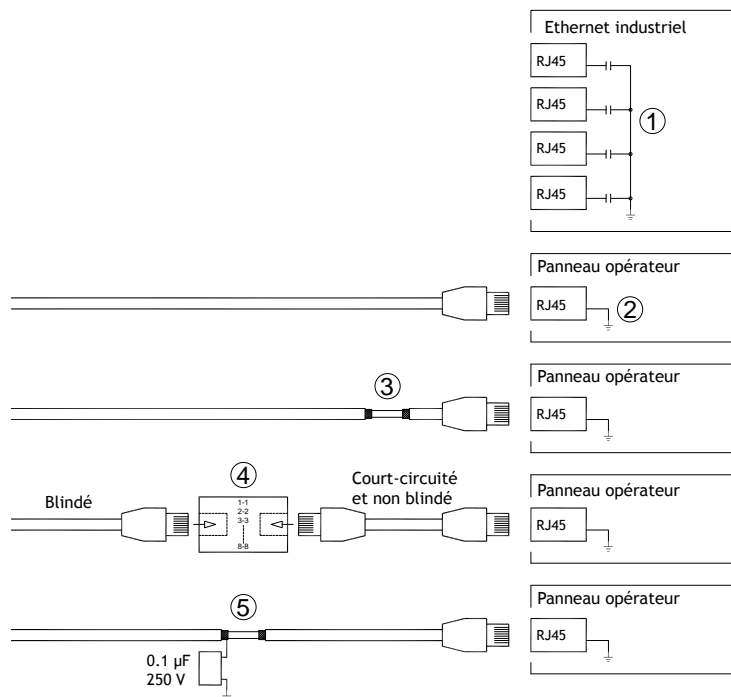 Ethernet industriel
RJ45
RJ45
①
RJ45
RJ45
Panneau opérateur
RJ45
②
Panneau opérateur
③
RJ45
Panneau opérateur
④
Court-circuité
et non blindé
Blindé
1-1
2-2
3-3
8-8
RJ45
Panneau opérateur
⑤
RJ45
0.1 µF
250 V